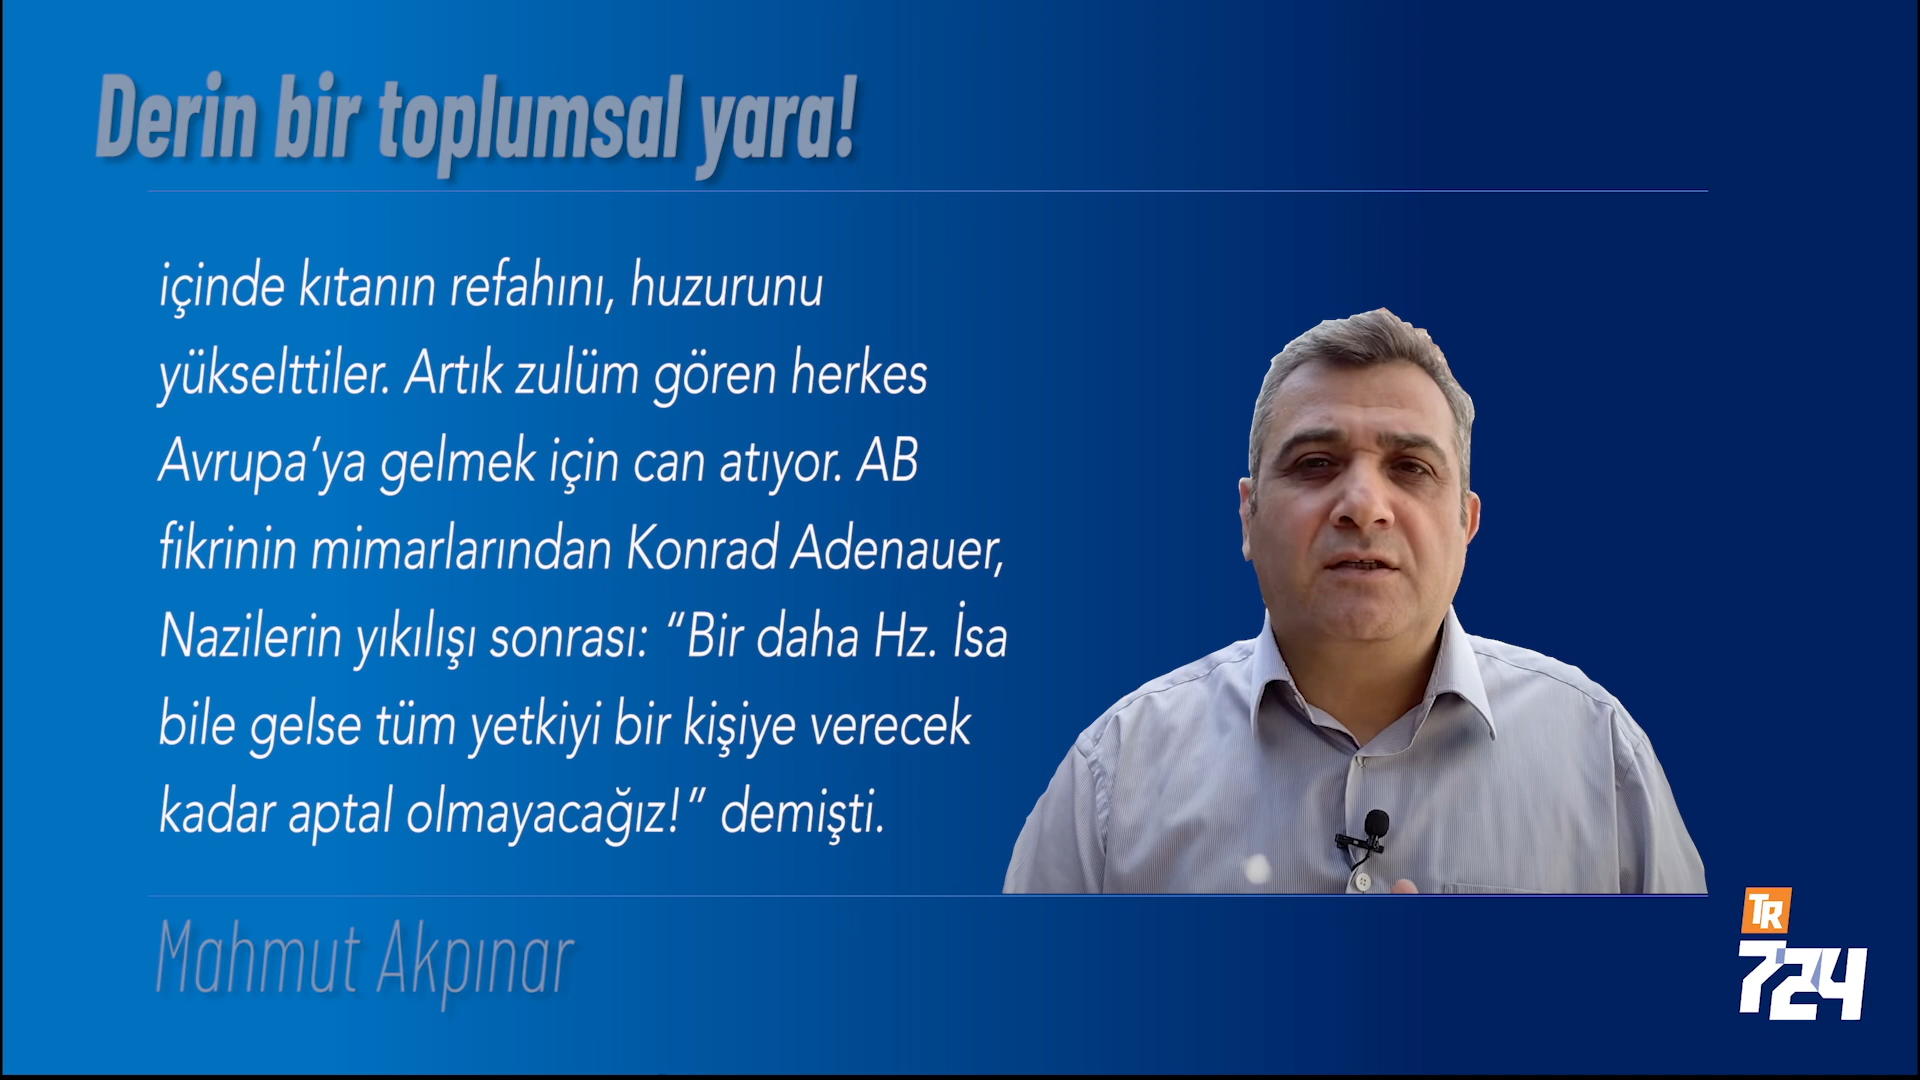 Derin bir toplumsal yara!
içinde kıtanın refahını, huzurunu
yükselttiler. Artık zulüm gören herkes
Avrupa’ya gelmek için can atıyor. AB
fikrinin mimarlarından Konrad Adenauer,
Nazilerin yıkılışı sonrası: “Bir daha Hz. İsa
bile gelse tüm yetkiyi bir kişiye verecek
kadar aptal olmayacağız!” demişti.
Mahmut Akpınar
TR
724